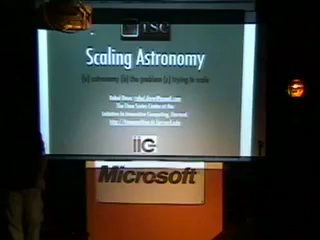 TSC
Scaling Astronomy
(a) astronomy (b) the problem (c) trying to scale
The Time Series Center at the
Initiative in Innovative Computing, Harvard
iic
Microsoft